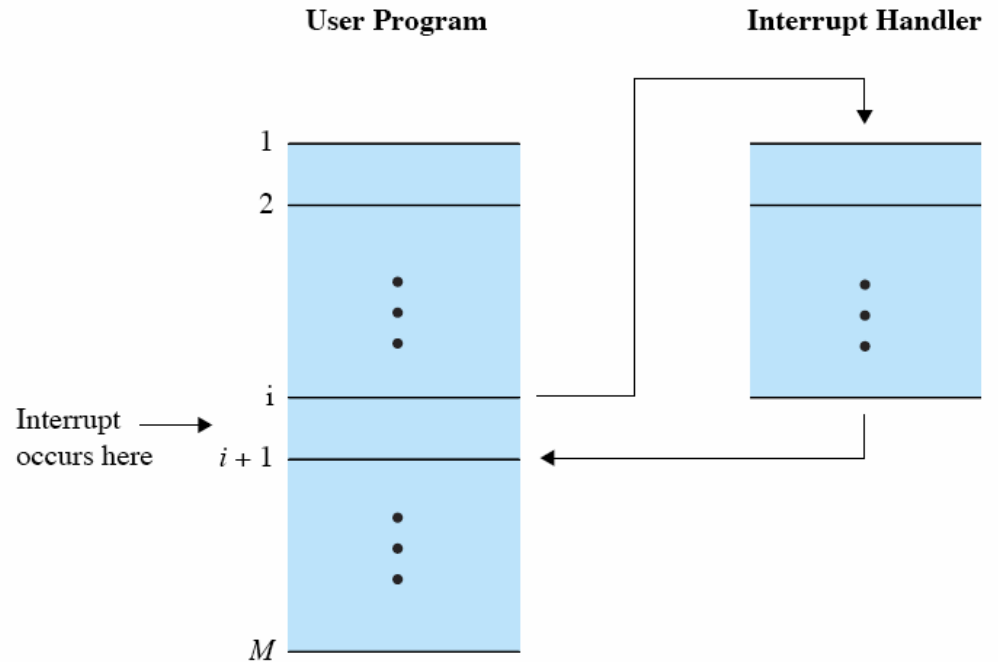 User Program
Interrupt Handler
1
2
i
Interrupt
occurs here
i + 1
M